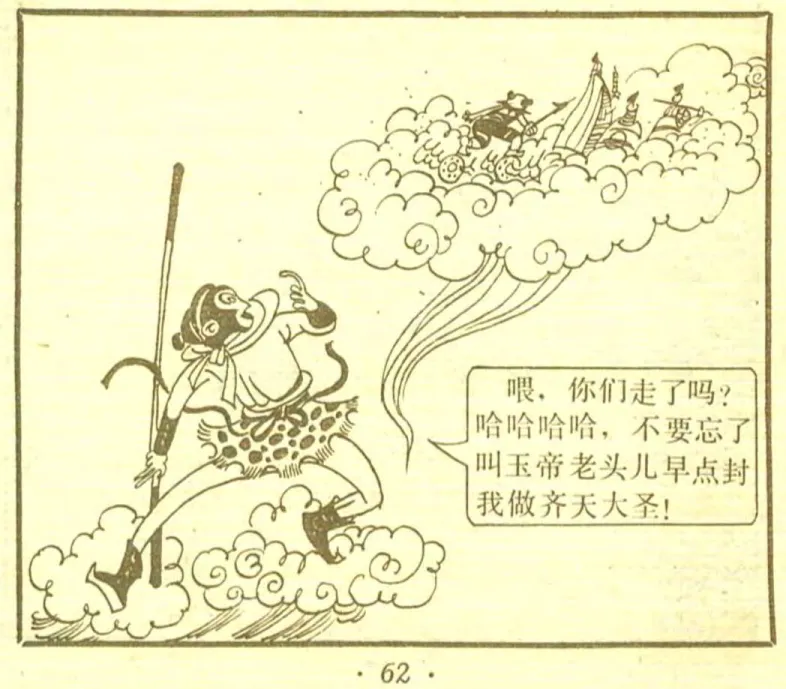 喂，你们走了吗？
哈哈哈哈，不要忘了
叫玉帝老头儿早点封
我做齐天大圣！
· 62 ·